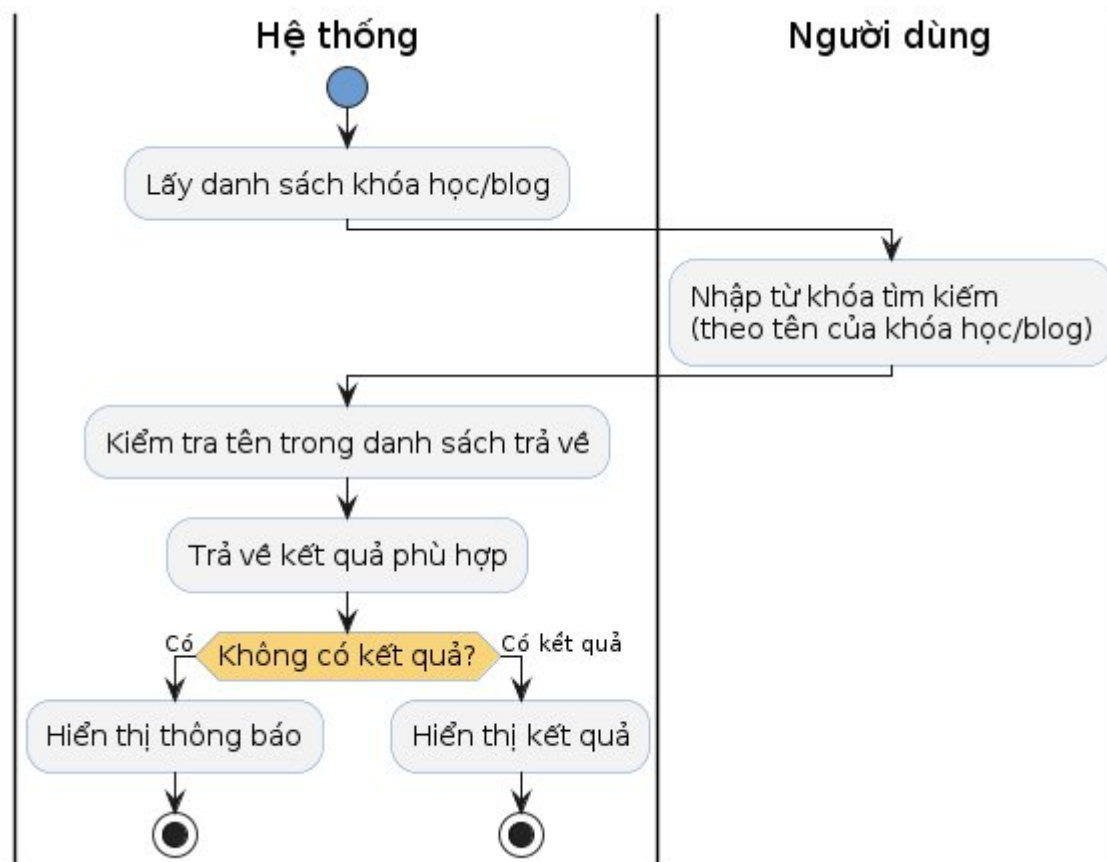 Hệ thống
Người dùng
Lấy danh sách khóa học/blog
Nhập từ khóa tìm kiếm
(theo tên của khóa học/blog)
Kiểm tra tên trong danh sách trả về
Trả về kết quả phù hợp
Có
Không có kết quả?
Có kết quả
Hiển thị thông báo
Hiển thị kết quả